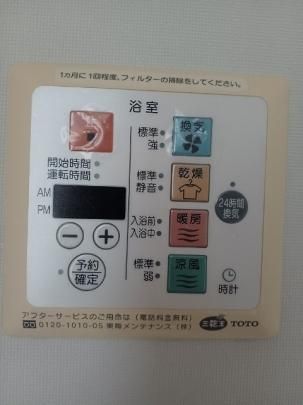 1ヵ月に1回程度、フィルターの掃除をしてください。
浴室
標準
強
換気
開始時間
運転時間
標準
静音
乾燥
AM
PM
24時間
換気
入浴前
入浴中
暖房
予約
確定
標準
弱
涼風
時計
アフターサービスのご用命は(電話料金無料)
0120-1010-05 東陶メンテナンス(株)
三乾王 TOTO